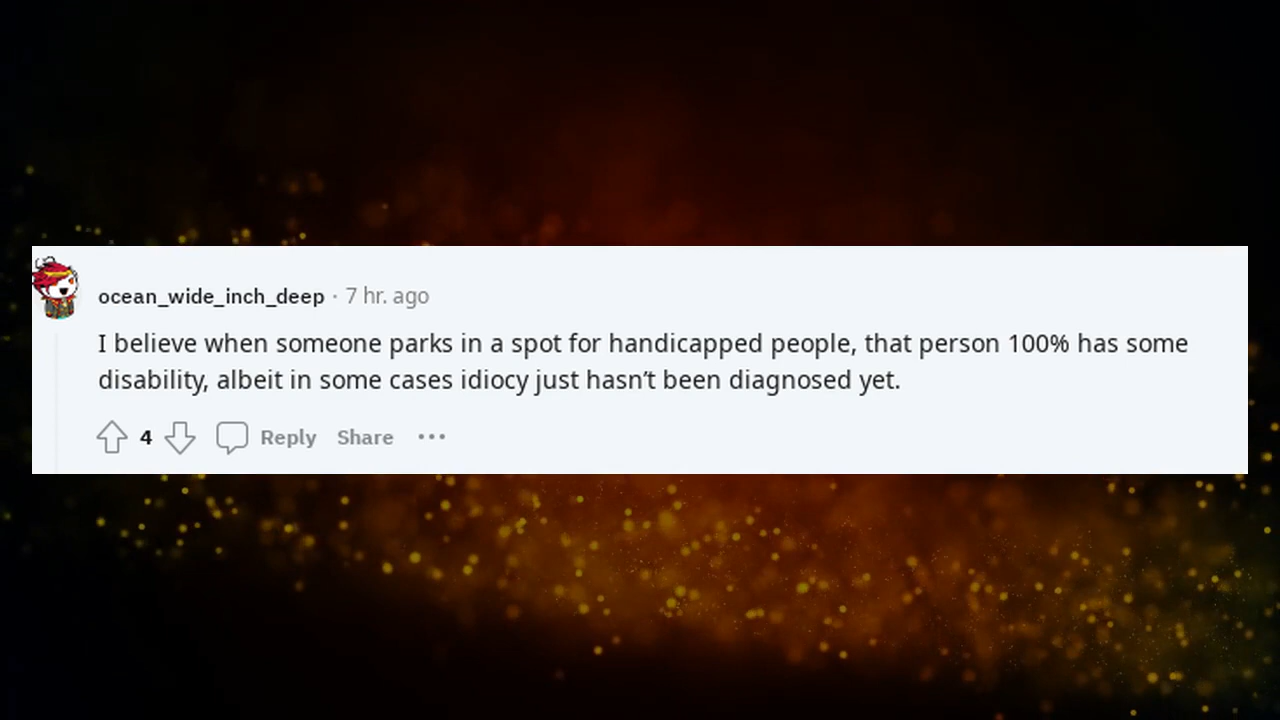 ocean_wide_inch_deep · 7 hr. ago
I believe when someone parks in a spot for handicapped people, that person 100% has some
disability, albeit in some cases idiocy just hasn't been diagnosed yet.
4 Reply Share ···